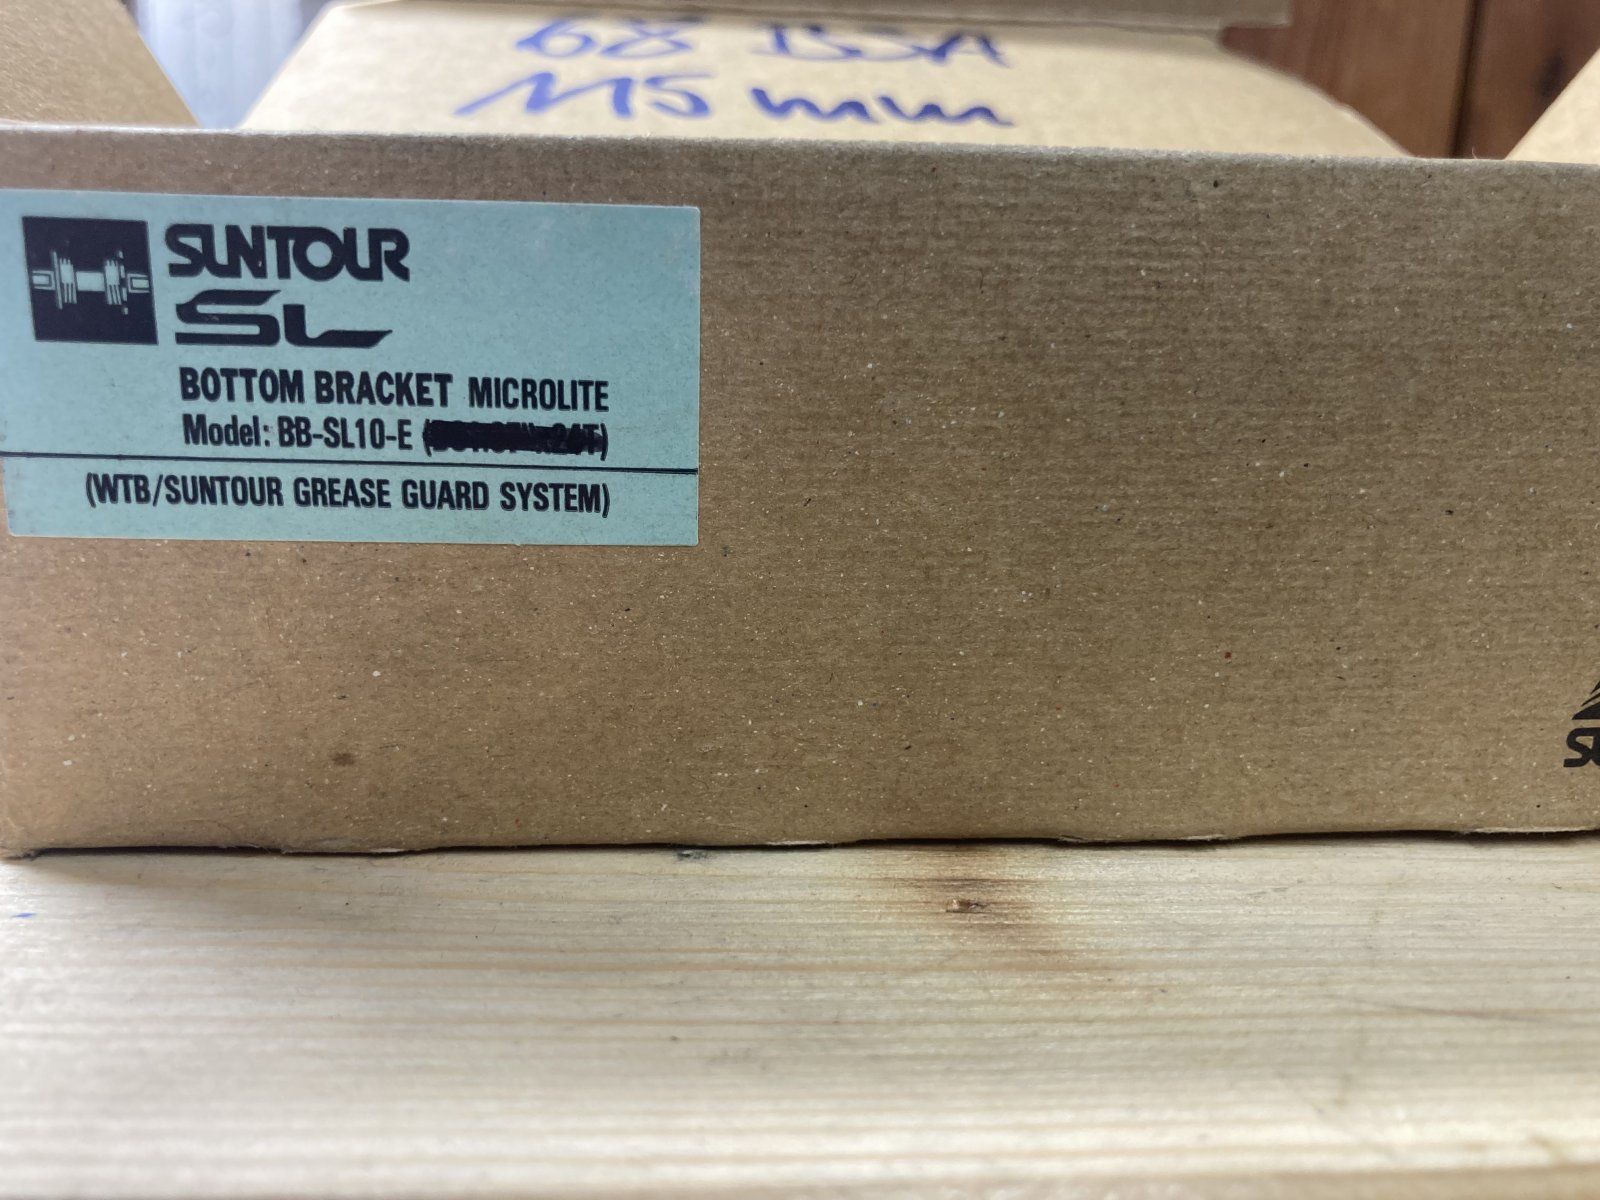 68 BSA
115 mm
SUNTOUR
SL
BOTTOM BRACKET MICROLITE
Model: BB-SL10-E
(WTB/SUNTOUR GREASE GUARD SYSTEM)